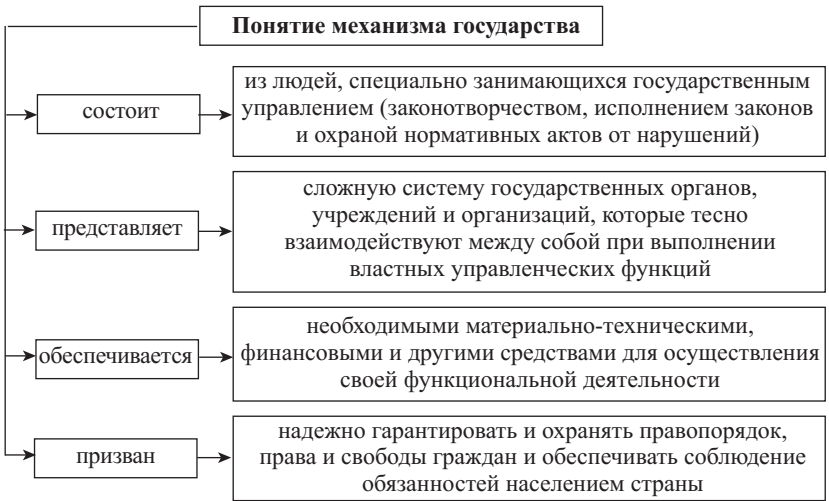 Понятие механизма государства
состоит
из людей, специально занимающихся государственным
управлением (законотворчеством, исполнением законов
и охраной нормативных актов от нарушений)
представляет
сложную систему государственных органов,
учреждений и организаций, которые тесно
взаимодействуют между собой при выполнении
властных управленческих функций
обеспечивается
необходимыми материально-техническими,
финансовыми и другими средствами для осуществления
своей функциональной деятельности
призван
надежно гарантировать и охранять правопорядок,
права и свободы граждан и обеспечивать соблюдение
обязанностей населением страны